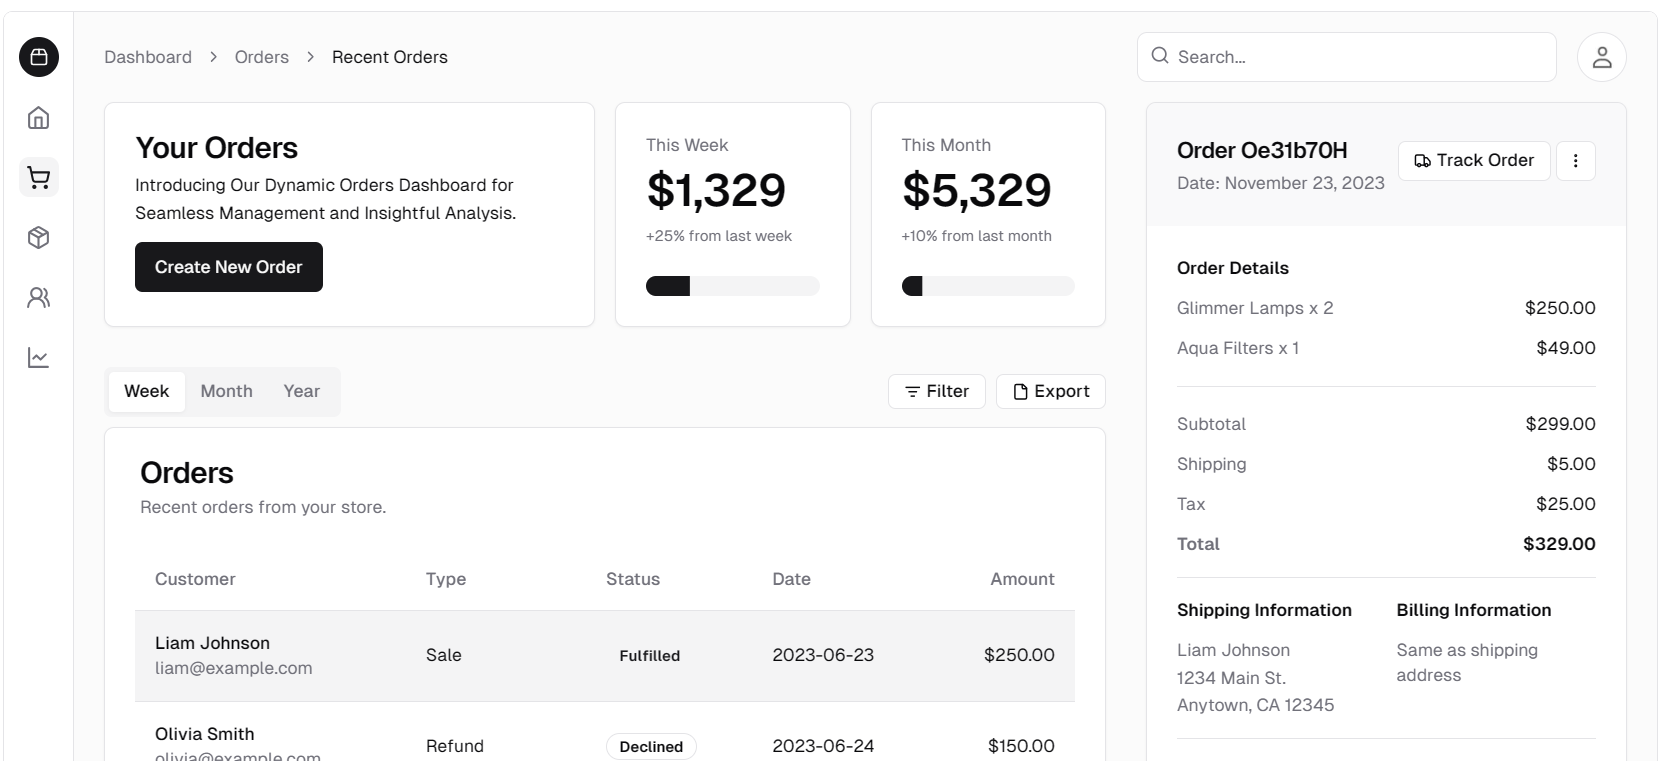 Dashboard > Orders > Recent Orders
Search...
Your Orders
Introducing Our Dynamic Orders Dashboard for
Seamless Management and Insightful Analysis.
Create New Order
This Week
$1,329
+25% from last week
This Month
$5,329
+10% from last month
Week Month Year
Filter Export
Orders
Recent orders from your store.
Customer Type Status Date Amount
Liam Johnson
liam@example.com
Sale Fulfilled 2023-06-23 $250.00
Olivia Smith
olivia@example.com
Refund Declined 2023-06-24 $150.00
Order Oe31b70H
Date: November 23, 2023
Track Order
Order Details
Glimmer Lamps x 2 $250.00
Aqua Filters x 1 $49.00
Subtotal $299.00
Shipping $5.00
Tax $25.00
Total $329.00
Shipping Information
Liam Johnson
1234 Main St.
Anytown, CA 12345
Billing Information
Same as shipping
address